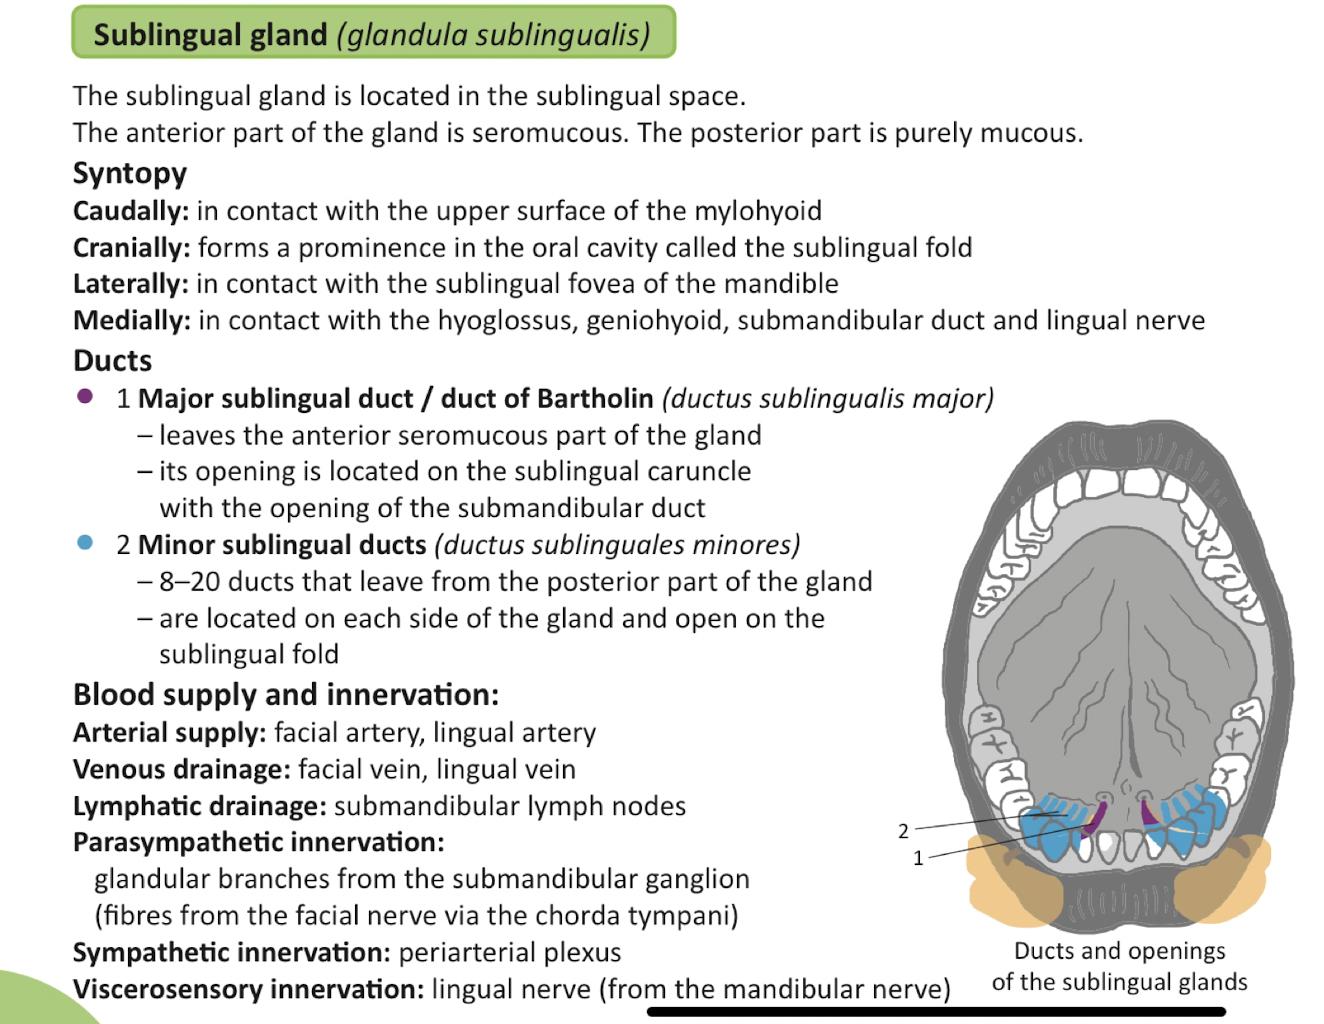 Sublingual gland (glandula sublingualis)
The sublingual gland is located in the sublingual space.
The anterior part of the gland is seromucous. The posterior part is purely mucous.
Syntopy
Caudally: in contact with the upper surface of the mylohyoid
Cranially: forms a prominence in the oral cavity called the sublingual fold
Laterally: in contact with the sublingual fovea of the mandible
Medially: in contact with the hyoglossus, geniohyoid, submandibular duct and lingual nerve
Ducts
1 Major sublingual duct / duct of Bartholin (ductus sublingualis major)
– leaves the anterior seromucous part of the gland
– its opening is located on the sublingual caruncle
with the opening of the submandibular duct
2 Minor sublingual ducts (ductus sublinguales minores)
– 8–20 ducts that leave from the posterior part of the gland
– are located on each side of the gland and open on the
sublingual fold
Blood supply and innervation:
Arterial supply: facial artery, lingual artery
Venous drainage: facial vein, lingual vein
Lymphatic drainage: submandibular lymph nodes
Parasympathetic innervation:
glandular branches from the submandibular ganglion
(fibres from the facial nerve via the chorda tympani)
Sympathetic innervation: periarterial plexus
Viscerosensory innervation: lingual nerve (from the mandibular nerve)
2
1
Ducts and openings
of the sublingual glands